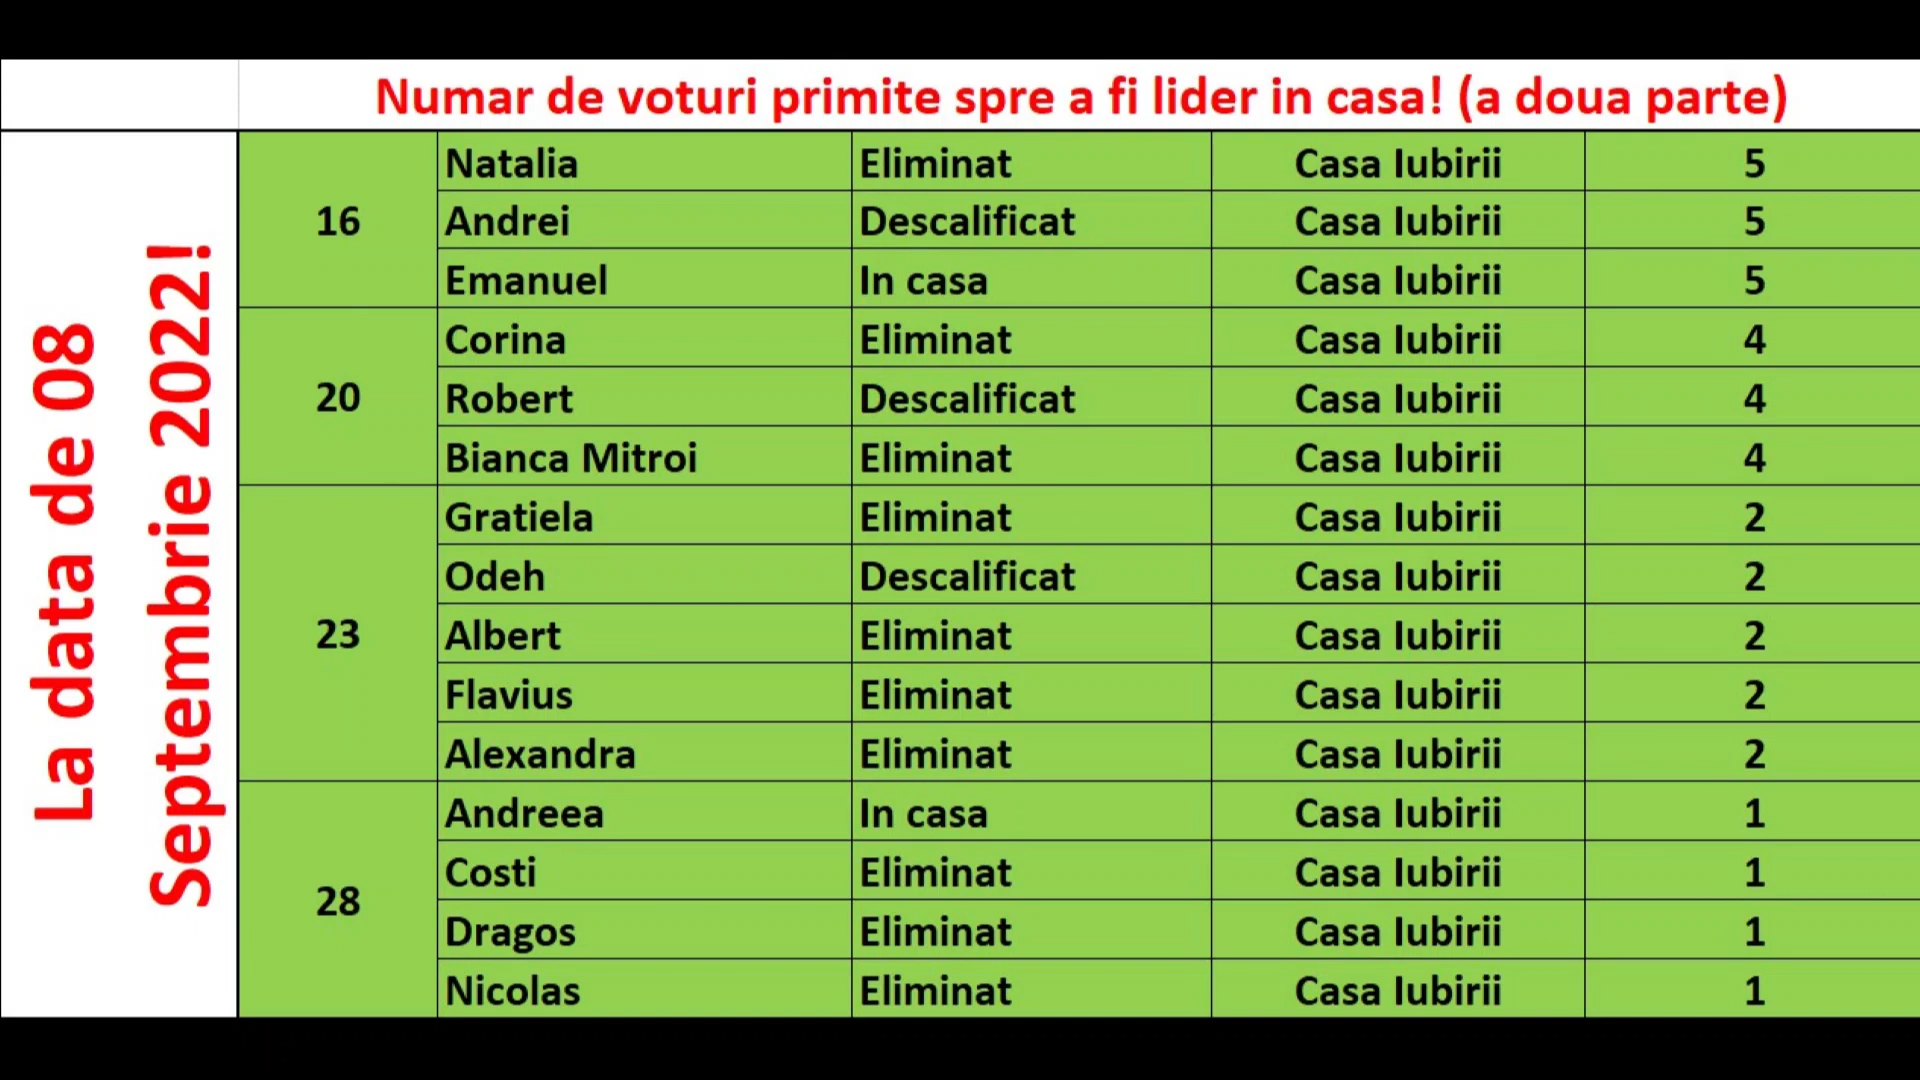 Numar de voturi primite spre a fi lider in casa! (a doua parte)
La data de 08
Septembrie 2022!
16
Natalia Eliminat Casa Iubirii 5
Andrei Descalificat Casa Iubirii 5
Emanuel In casa Casa Iubirii 5
20
Corina Eliminat Casa Iubirii 4
Robert Descalificat Casa Iubirii 4
Bianca Mitroi Eliminat Casa Iubirii 4
23
Gratiela Eliminat Casa Iubirii 2
Odeh Descalificat Casa Iubirii 2
Albert Eliminat Casa Iubirii 2
Flavius Eliminat Casa Iubirii 2
Alexandra Eliminat Casa Iubirii 2
28
Andreea In casa Casa Iubirii 1
Costi Eliminat Casa Iubirii 1
Dragos Eliminat Casa Iubirii 1
Nicolas Eliminat Casa Iubirii 1